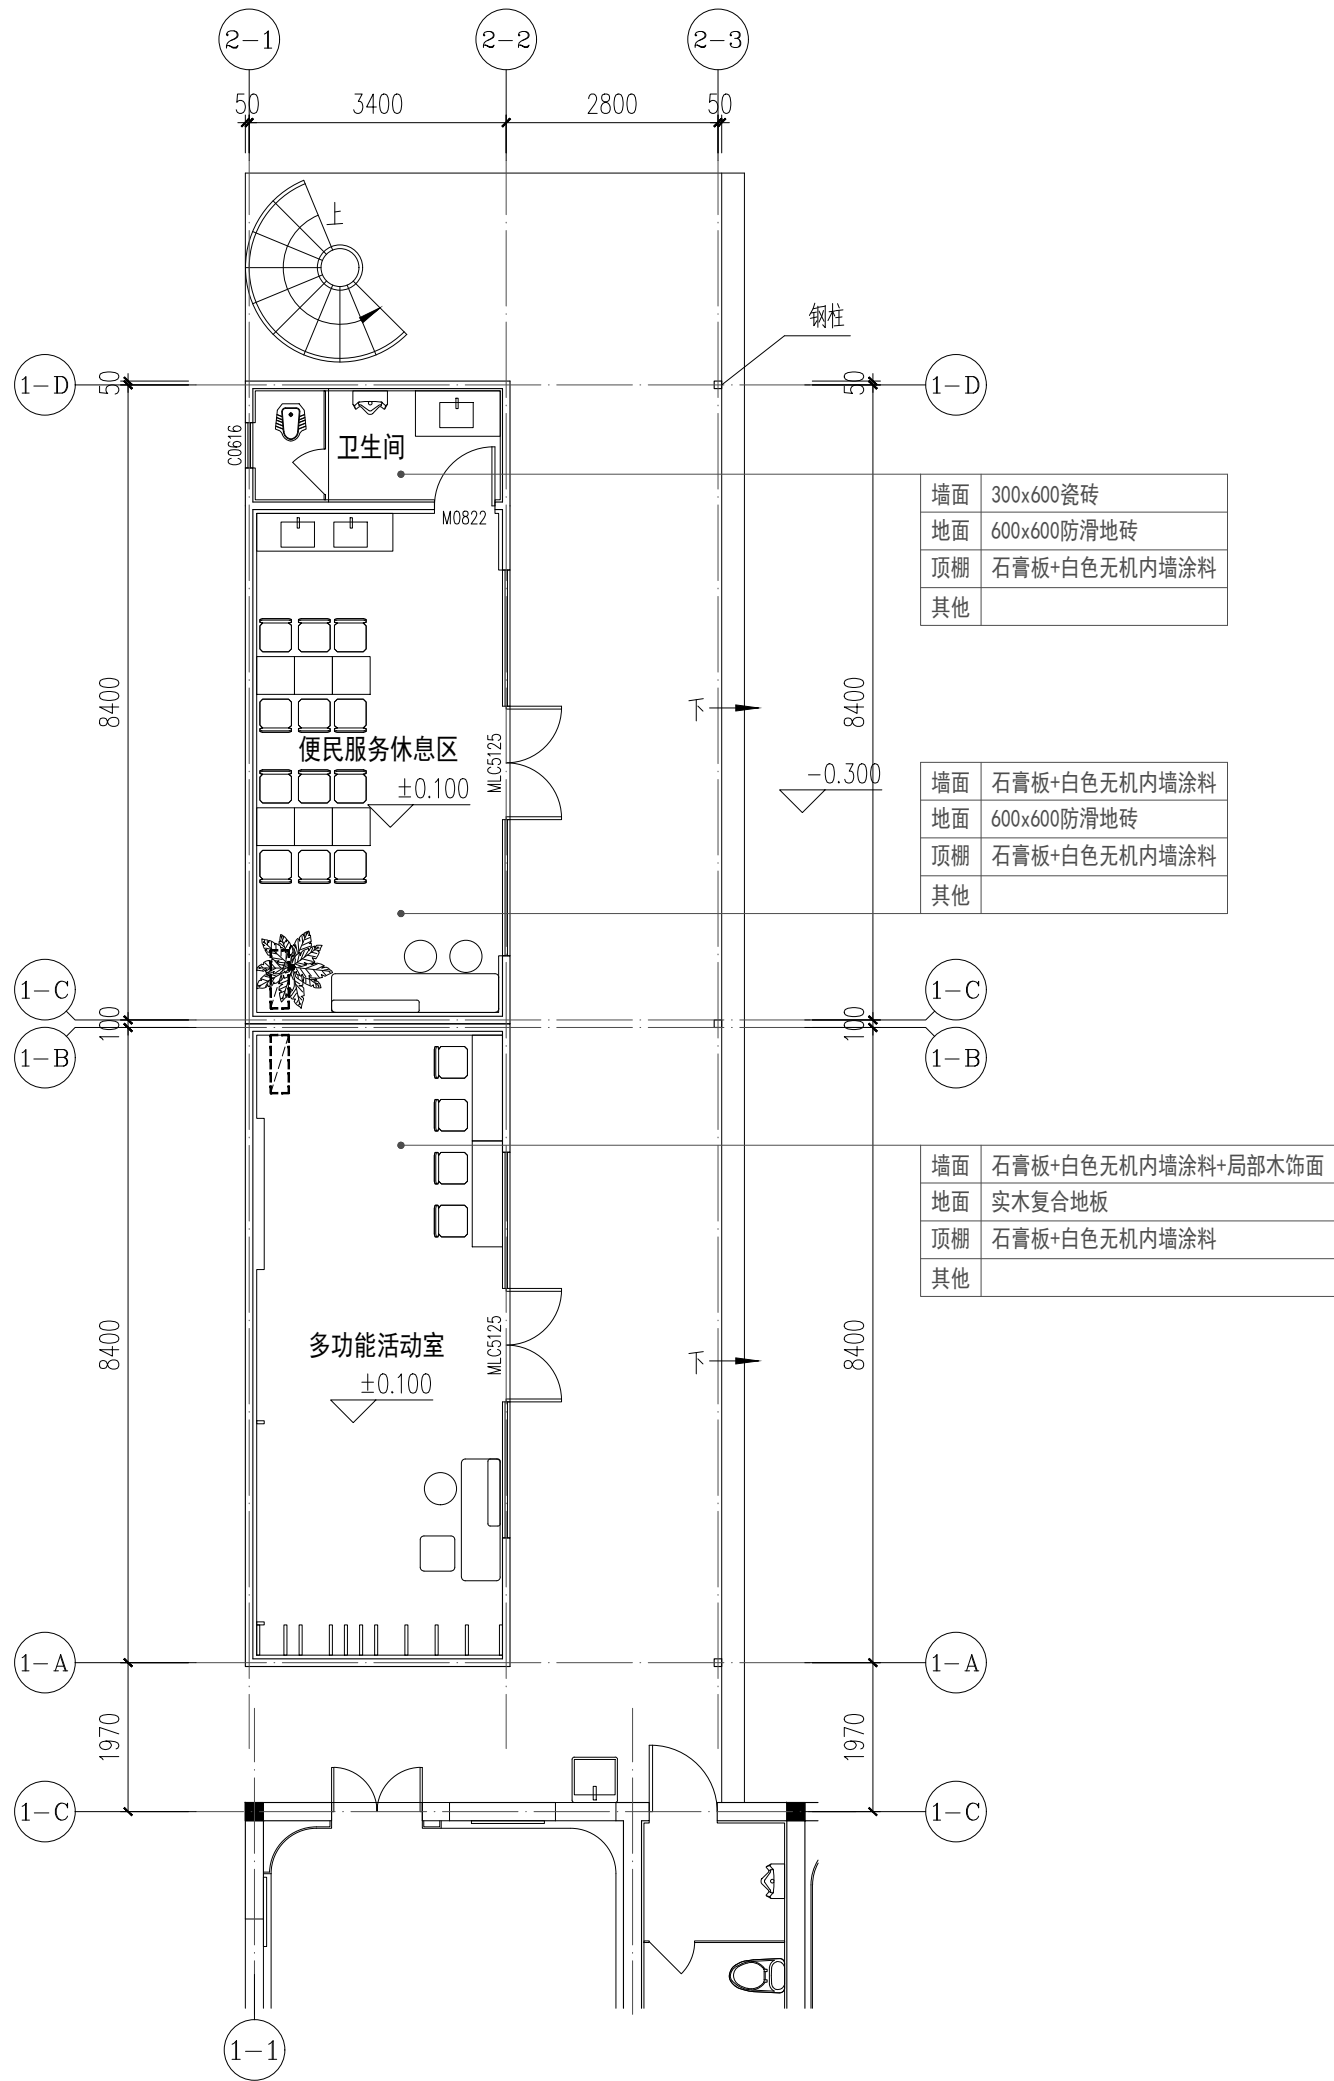 2-1 2-2 2-3
50 3400 2800 50
上
钢柱
1-D 50 50 1-D
C0616
卫生间
M0822
墙面 300x600瓷砖
地面 600x600防滑地砖
顶棚 石膏板+白色无机内墙涂料
其他
8400 下 8400
便民服务休息区
±0.100
MLC5125
-0.300
墙面 石膏板+白色无机内墙涂料
地面 600x600防滑地砖
顶棚 石膏板+白色无机内墙涂料
其他
1-C 1-C
100 100
1-B 1-B
墙面 石膏板+白色无机内墙涂料+局部木饰面
地面 实木复合地板
顶棚 石膏板+白色无机内墙涂料
其他
8400 多功能活动室 MLC5125 下 8400
±0.100
1-A 1-A
1970 1970
1-C 1-C
1-1